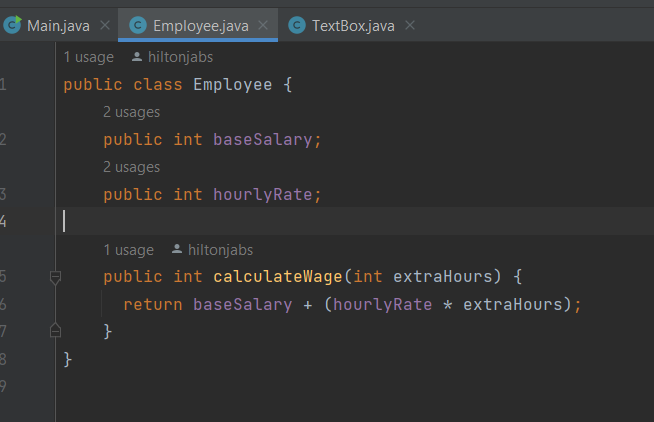 Main.java Employee.java TextBox.java
1 usage hiltonjabs
1 public class Employee {
2 usages
2 public int baseSalary;
2 usages
3 public int hourlyRate;
4
1 usage hiltonjabs
5 public int calculateWage(int extraHours) {
6 return baseSalary + (hourlyRate * extraHours);
7 }
8 }
9